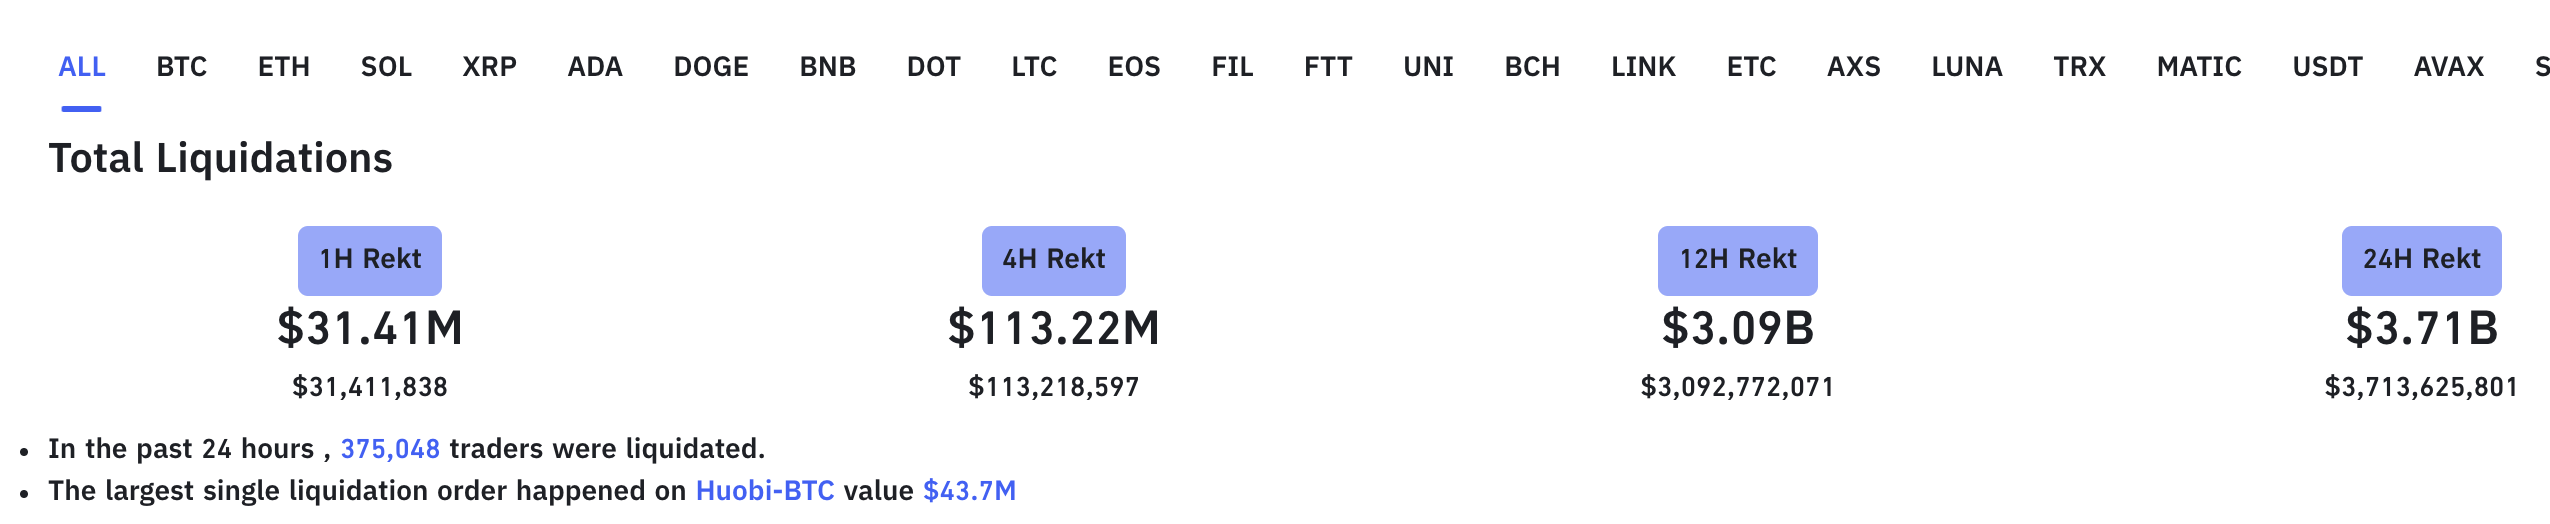 ALL BTC ETH SOL XRP ADA DOGE BNB DOT LTC EOS FIL FTT UNI BCH LINK ETC AXS LUNA TRX MATIC USDT AVAX S
Total Liquidations
1H Rekt 4H Rekt 12H Rekt 24H Rekt
$31.41M $113.22M $3.09B $3.71B
$31,411,838 $113,218,597 $3,092,772,071 $3,713,625,801
• In the past 24 hours , 375,048 traders were liquidated.
• The largest single liquidation order happened on Huobi-BTC value $43.7M